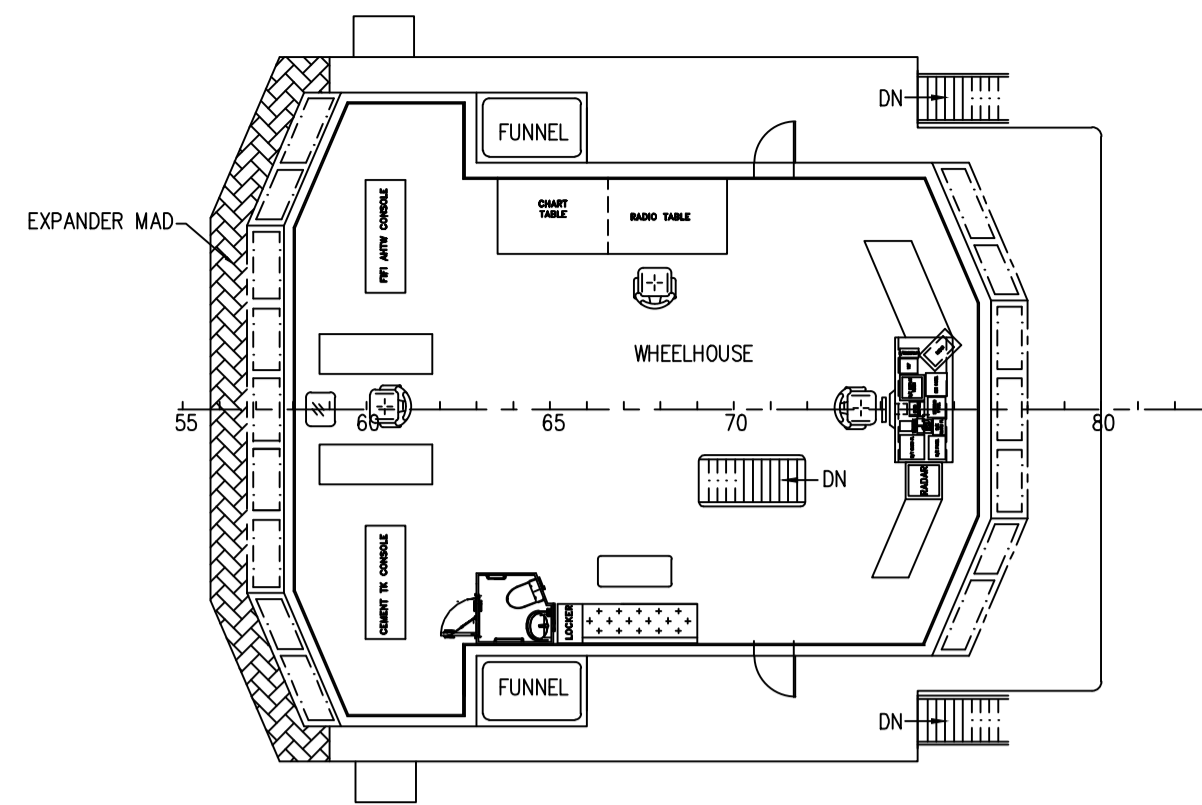 DN
FUNNEL
CHART
TABLE
RADIO TABLE
FIFI AHTW CONSOLE
EXPANDER MAD
WHEELHOUSE
55
60
65
70
80
DN
RADAR
CEMENT TK CONSOLE
LOCKER
FUNNEL
DN